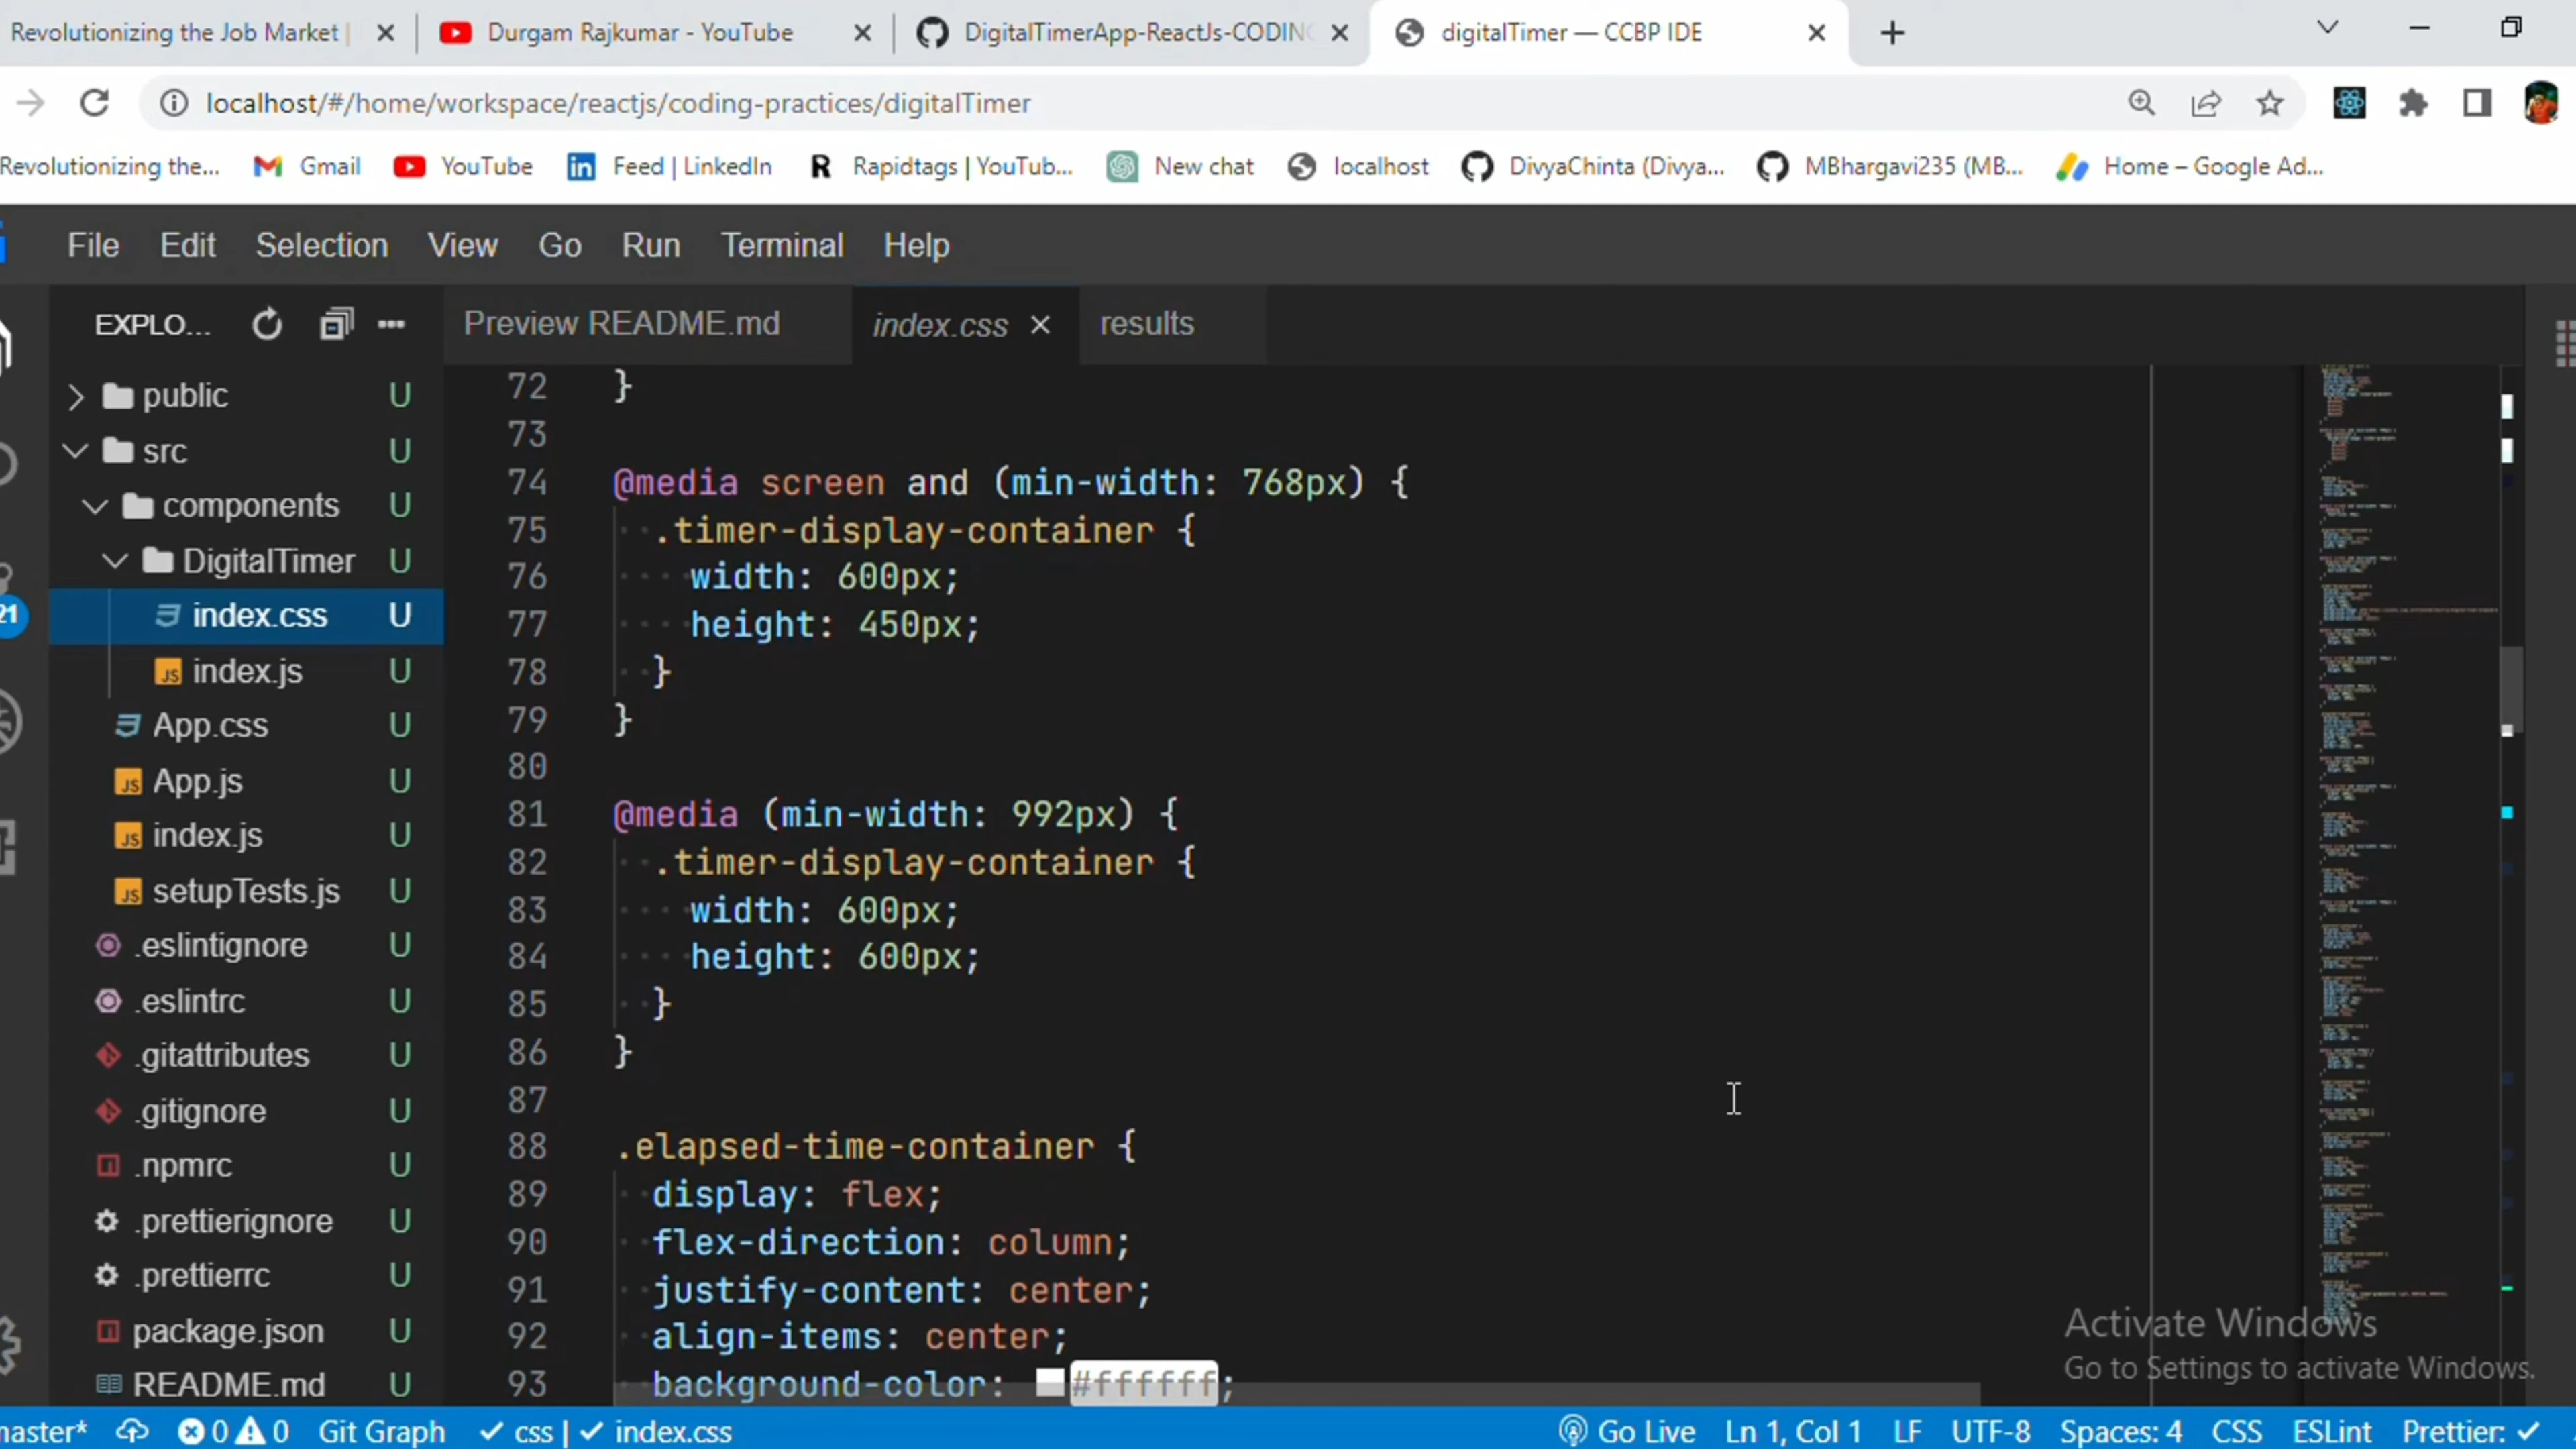 Revolutionizing the Job Market | Durgam Rajkumar - YouTube DigitalTimerApp-ReactJs-CODING digitalTimer — CCBP IDE
localhost/#/home/workspace/reactjs/coding-practices/digitalTimer
Revolutionizing the... Gmail YouTube Feed | LinkedIn Rapidtags | YouTub... New chat localhost DivyaChinta (Divya... MBhargavi235 (MB... Home – Google Ad...
File Edit Selection View Go Run Terminal Help
EXPLO... Preview README.md index.css results
public U
src U
components U
DigitalTimer U
index.css U
index.js U
App.css U
App.js U
index.js U
setupTests.js U
.eslintignore U
.eslintrc U
.gitattributes U
.gitignore U
.npmrc U
.prettierignore U
.prettierrc U
package.json U
README.md U
21
72 }
73
74 @media screen and (min-width: 768px) {
75 .timer-display-container {
76 width: 600px;
77 height: 450px;
78 }
79 }
80
81 @media (min-width: 992px) {
82 .timer-display-container {
83 width: 600px;
84 height: 600px;
85 }
86 }
87
88 .elapsed-time-container {
89 display: flex;
90 flex-direction: column;
91 justify-content: center;
92 align-items: center;
93 background-color: #ffffff;
Activate Windows
Go to Settings to activate Windows.
master* 0 0 Git Graph css | index.css Go Live Ln 1, Col 1 LF UTF-8 Spaces: 4 CSS ESLint Prettier: